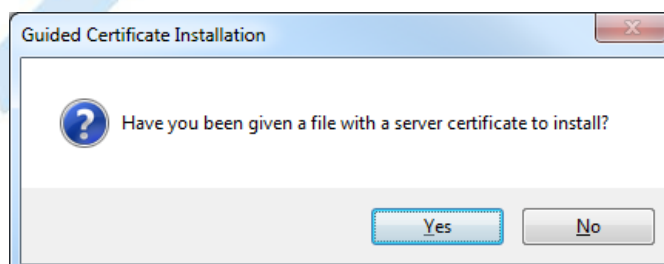 Guided Certificate Installation
Have you been given a file with a server certificate to install?
Yes
No